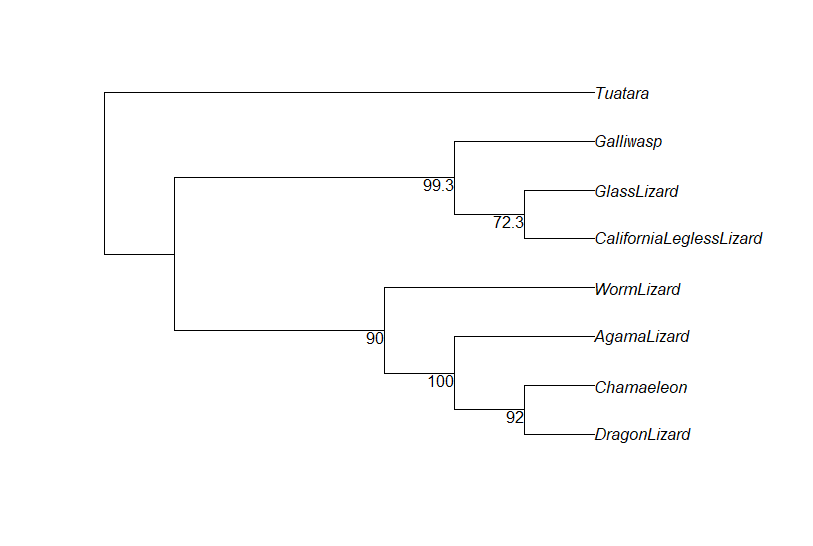 Tuatara
Galliwasp
99.3
GlassLizard
72.3
CaliforniaLeglessLizard
WormLizard
90
AgamaLizard
100
Chamaeleon
92
DragonLizard